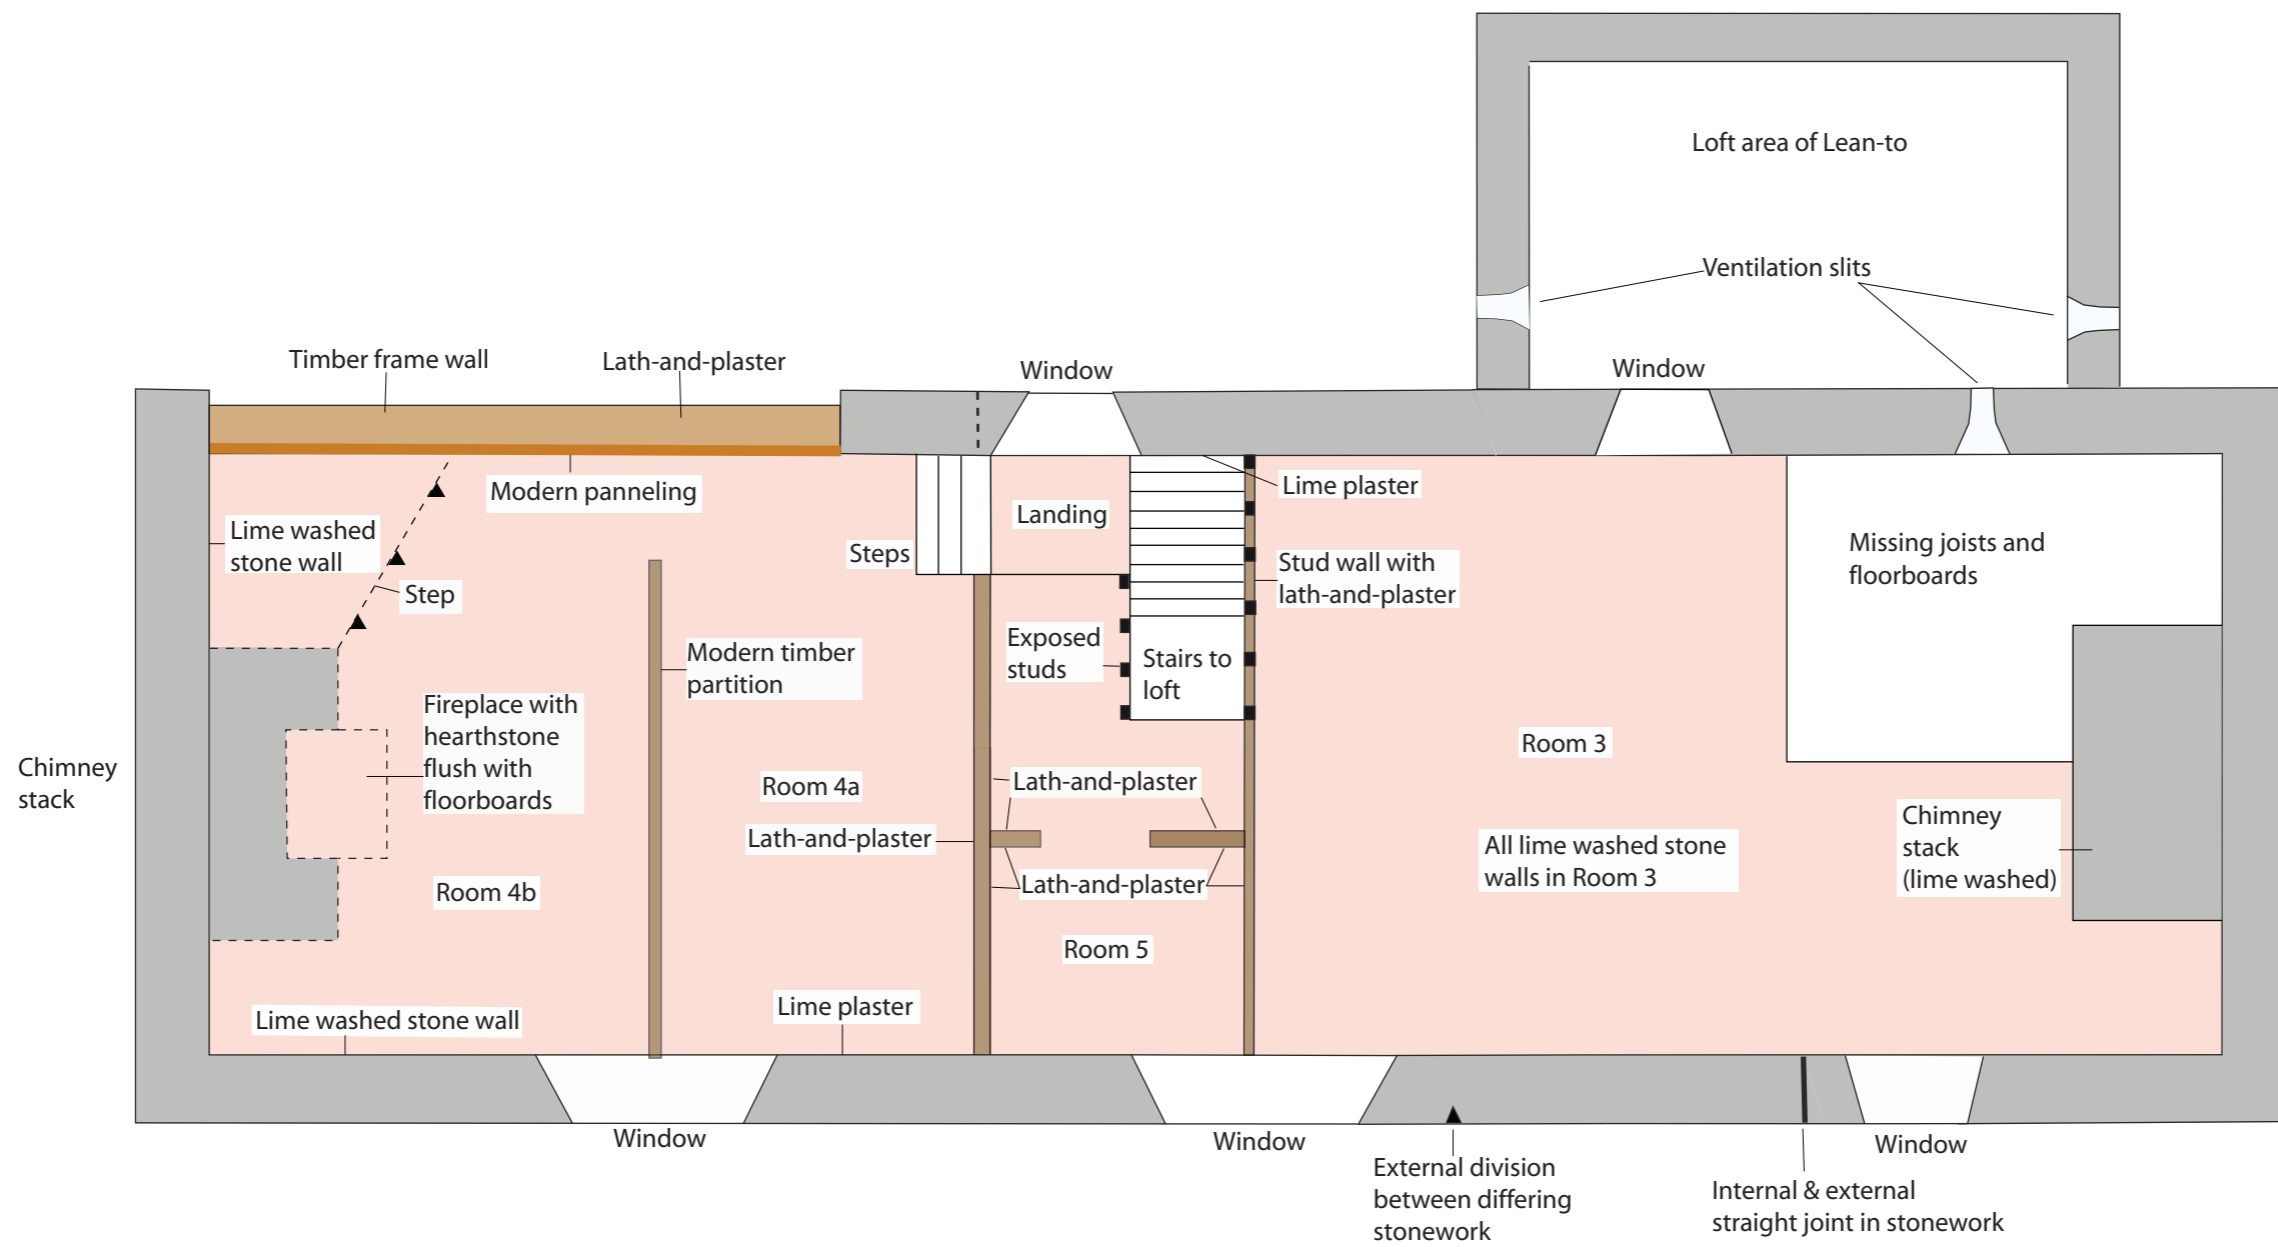 Loft area of Lean-to
Ventilation slits
Timber frame wall
Lath-and-plaster
Window
Window
Modern panneling
Lime plaster
Landing
Lime washed
stone wall
Steps
Missing joists and
floorboards
Stud wall with
lath-and-plaster
Step
Exposed
studs
Stairs to
loft
Modern timber
partition
Fireplace with
hearthstone
flush with
floorboards
Room 3
Chimney
stack
Room 4a
Lath-and-plaster
Lath-and-plaster
Chimney
stack
(lime washed)
All lime washed stone
walls in Room 3
Room 4b
Lath-and-plaster
Room 5
Lime washed stone wall
Lime plaster
Window
Window
Window
External division
between differing
stonework
Internal & external
straight joint in stonework